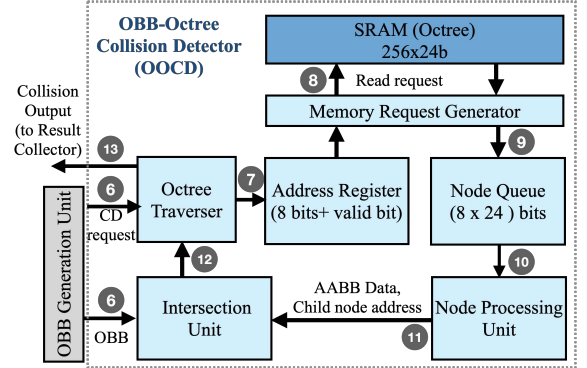 OBB-Octree
Collision Detector
(OOCD)
SRAM (Octree)
256x24b
8
Read request
Memory Request Generator
Collision
Output
(to Result
Collector)
13
9
6
CD
request
Octree
Traverser
7
Address Register
(8 bits+ valid bit)
Node Queue
(8 x 24 ) bits
OBB Generation Unit
12
10
6
OBB
Intersection
Unit
AABB Data,
Child node address
11
Node Processing
Unit